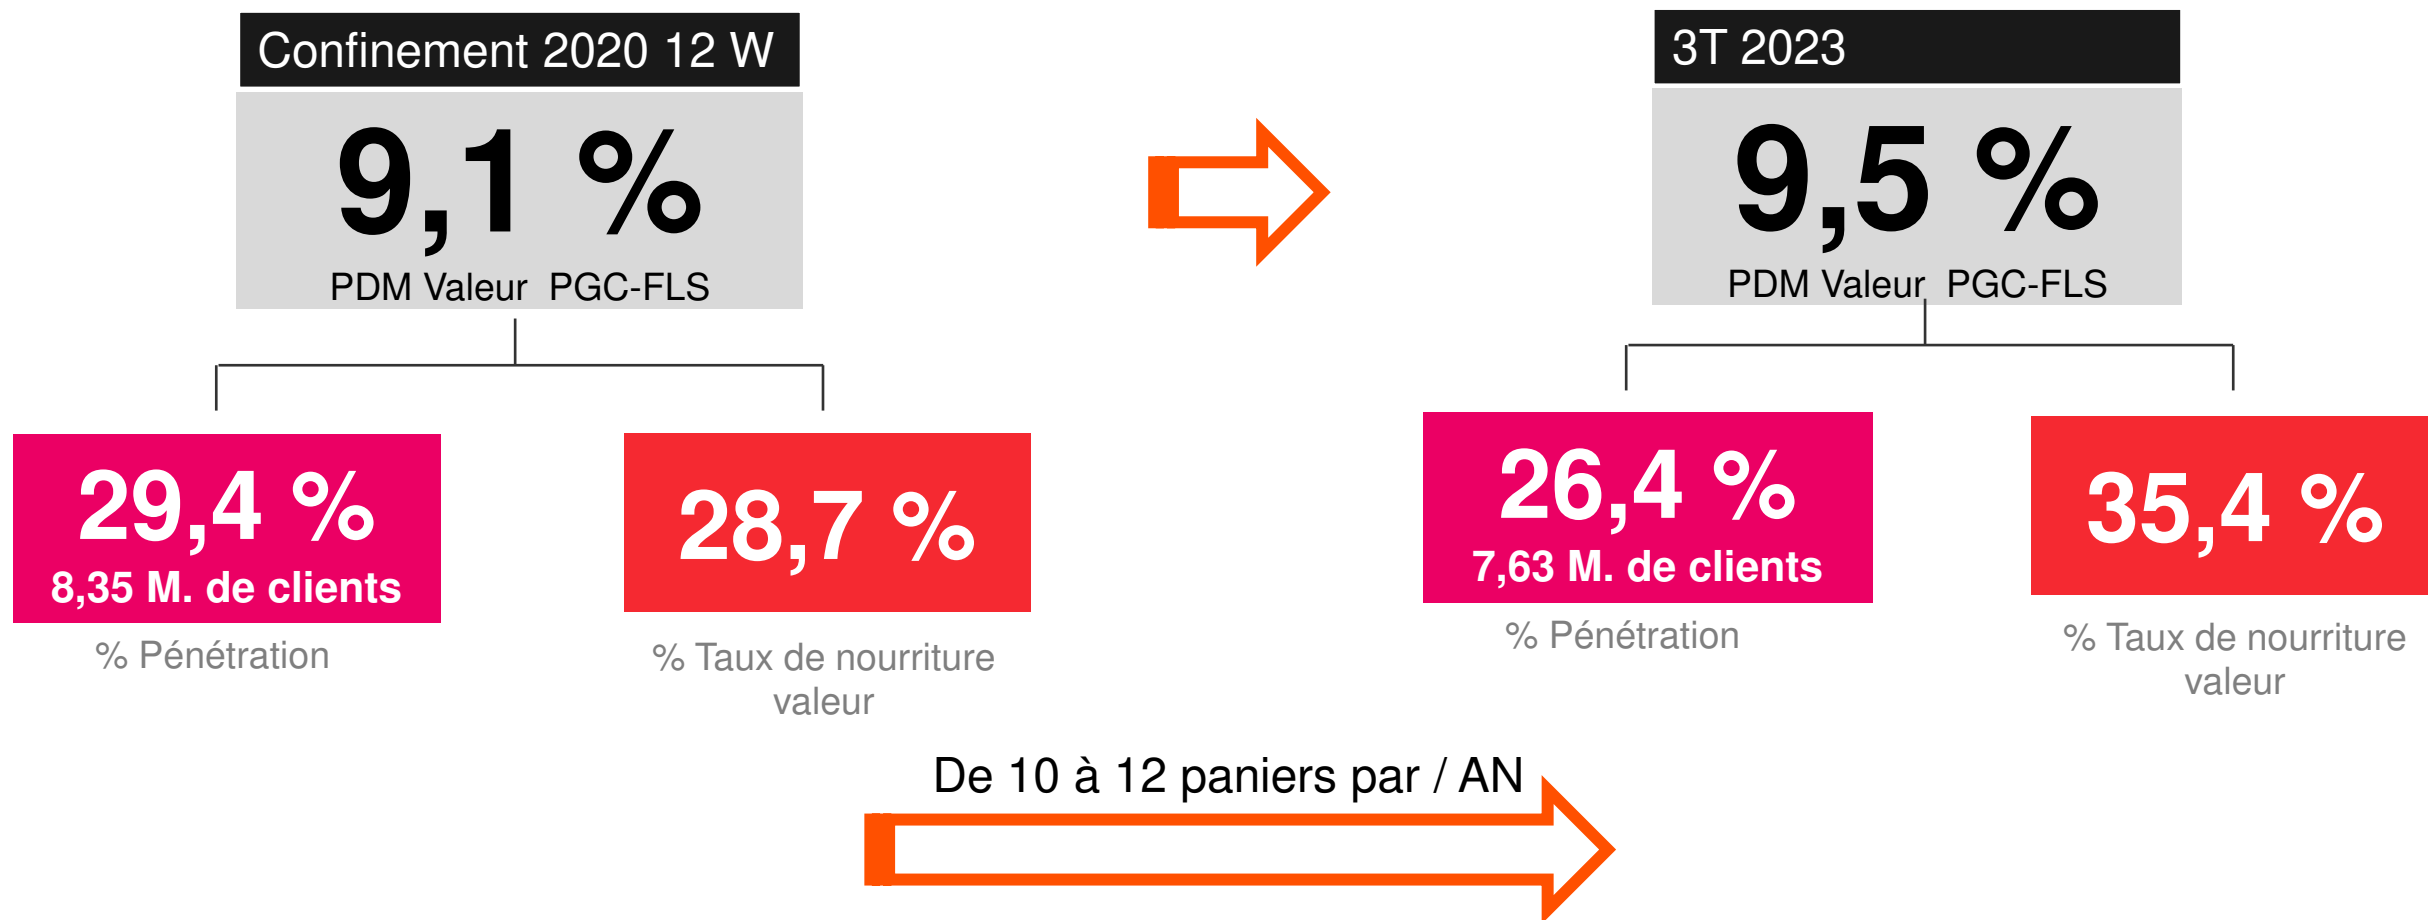 Confinement 2020 12 W
9,1 %
PDM Valeur  PGC-FLS
29,4 %
8,35 M. de clients
% Pénétration
28,7 %
% Taux de nourriture
valeur
3T 2023
9,5 %
PDM Valeur  PGC-FLS
26,4 %
7,63 M. de clients
% Pénétration
35,4 %
% Taux de nourriture
valeur
De 10 à 12 paniers par / AN